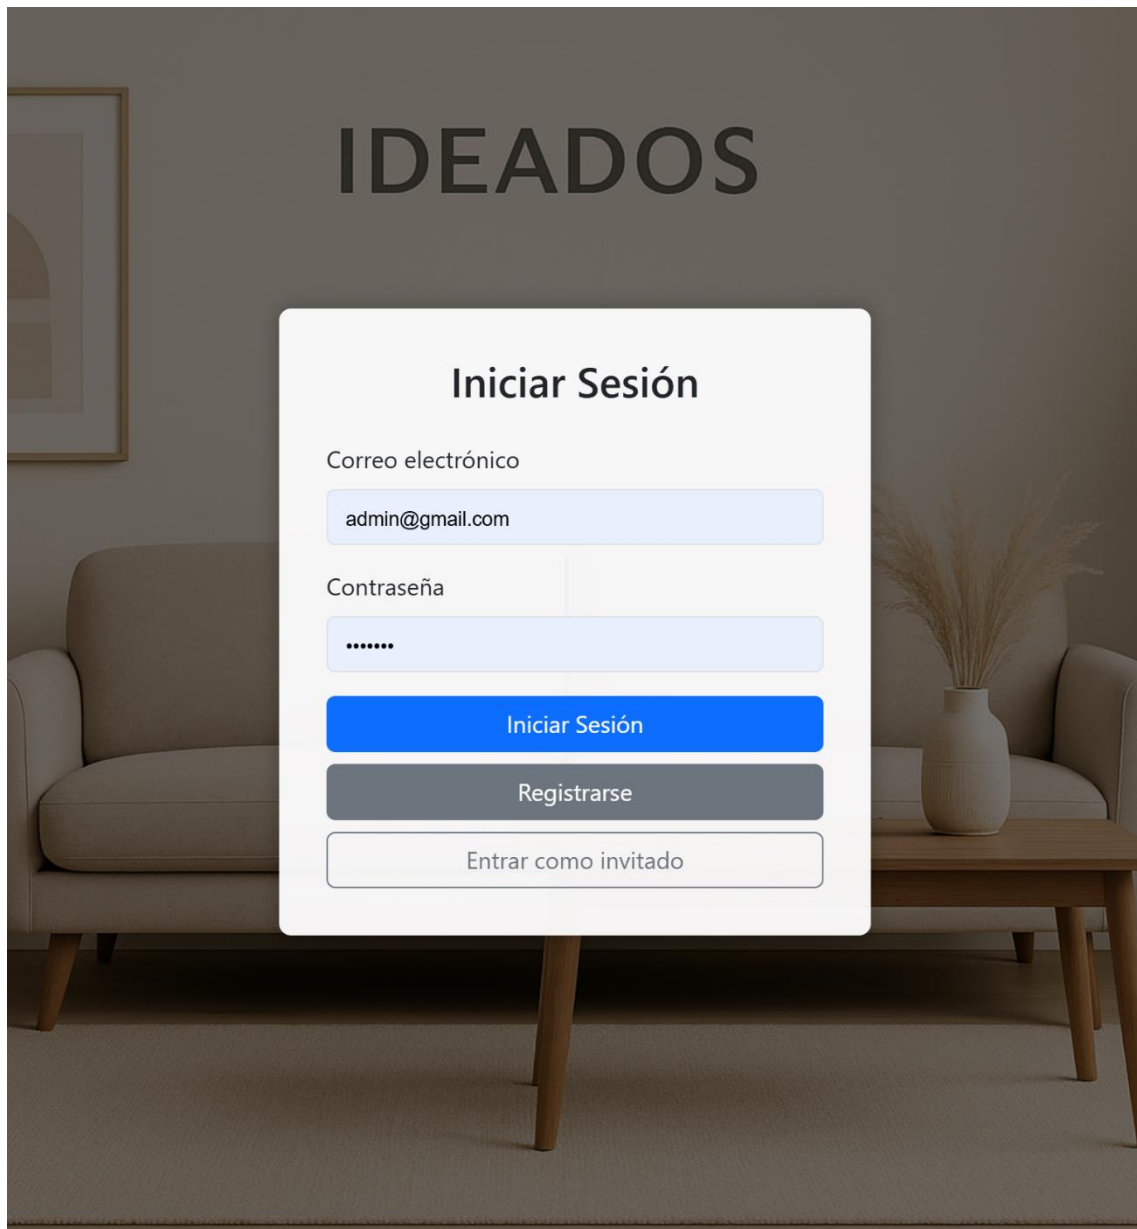 IDEADOS
Iniciar Sesión
Correo electrónico
admin@gmail.com
Contraseña
•••••••
Iniciar Sesión
Registrarse
Entrar como invitado